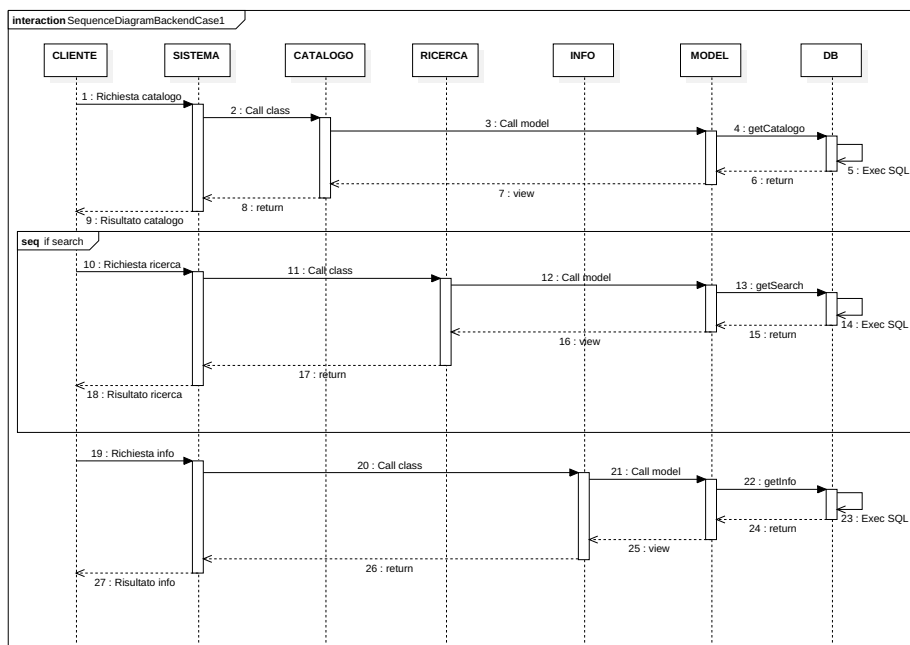 interaction SequenceDiagramBackendCase1
CLIENTE
SISTEMA
CATALOGO
RICERCA
INFO
MODEL
DB
1 : Richiesta catalogo
2 : Call class
3 : Call model
4 : getCatalogo
5 : Exec SQL
6 : return
7 : view
8 : return
9 : Risultato catalogo
seq if search
10 : Richiesta ricerca
11 : Call class
12 : Call model
13 : getSearch
14 : Exec SQL
15 : return
16 : view
17 : return
18 : Risultato ricerca
19 : Richiesta info
20 : Call class
21 : Call model
22 : getInfo
23 : Exec SQL
24 : return
25 : view
26 : return
27 : Risultato info